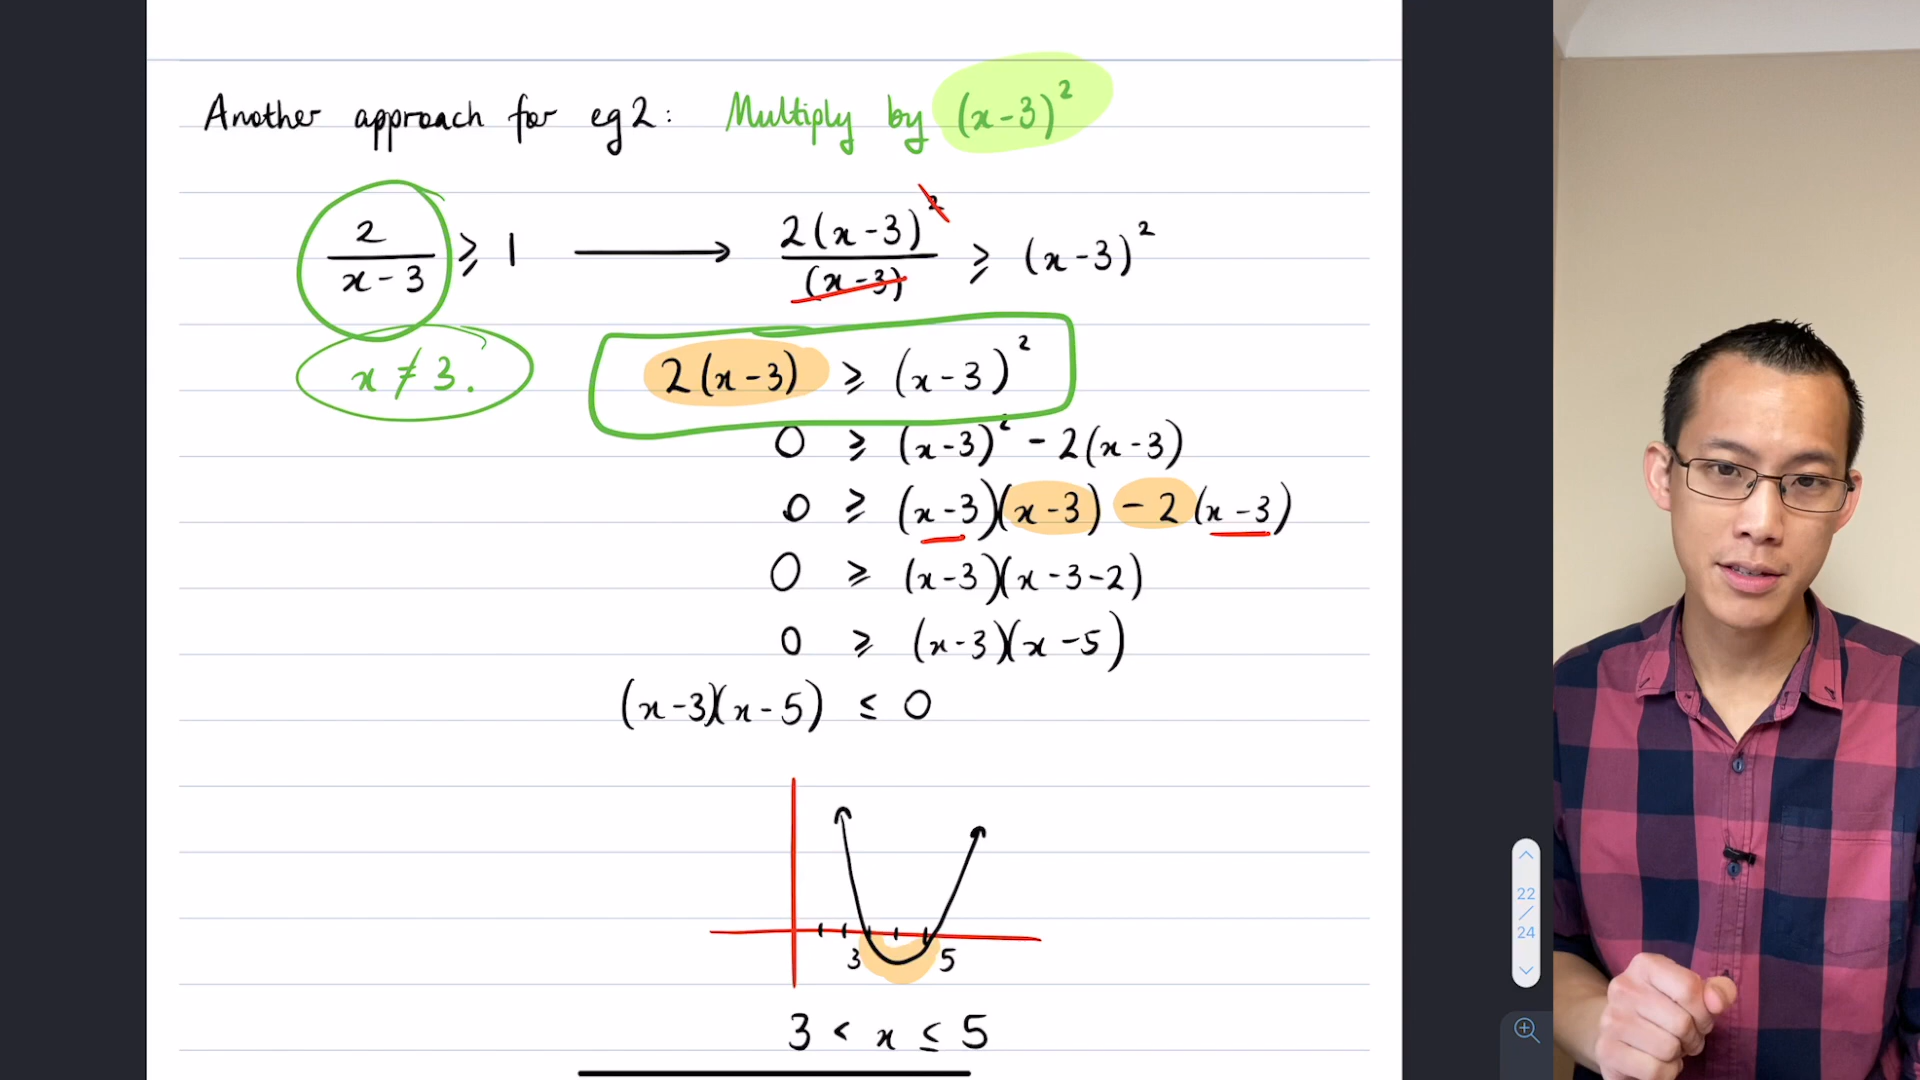 Another approach for eg 2: Multiply by (x-3)²
2/(x-3) ≥ 1 ⟶ 2(x-3)²/(x-3) ≥ (x-3)²
x ≠ 3. 2(x-3) ≥ (x-3)²
0 ≥ (x-3)² - 2(x-3)
0 ≥ (x-3)(x-3) - 2(x-3)
0 ≥ (x-3)(x-3-2)
0 ≥ (x-3)(x-5)
(x-3)(x-5) ≤ 0
3 5
3 < x ≤ 5
22
/
24